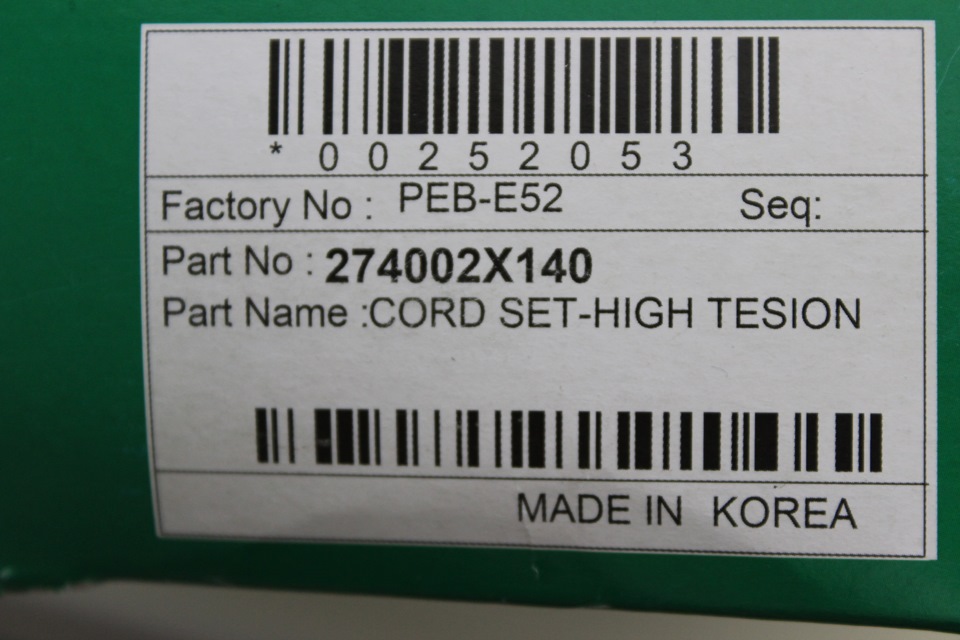 * 0 0 2 5 2 0 5 3
Factory No : PEB-E52 Seq:
Part No : 274002X140
Part Name :CORD SET-HIGH TESION
MADE IN KOREA